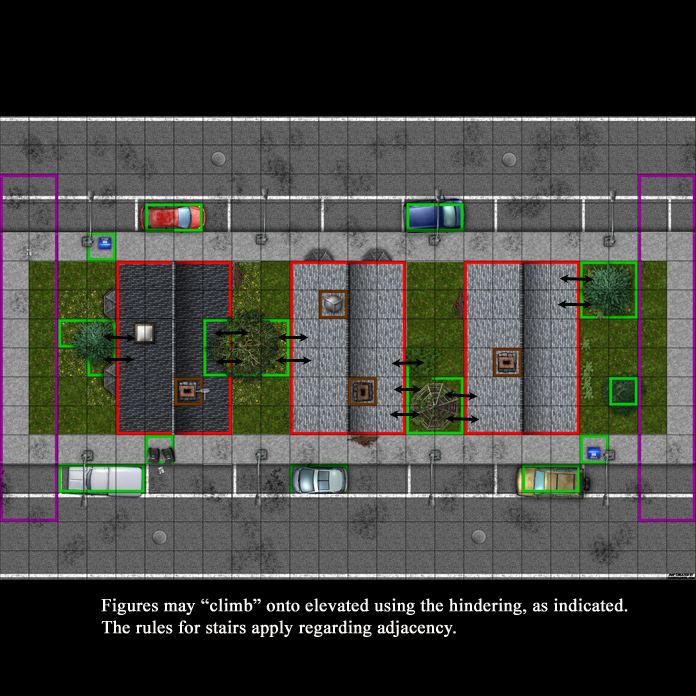 Figures may “climb” onto elevated using the hindering, as indicated.
The rules for stairs apply regarding adjacency.